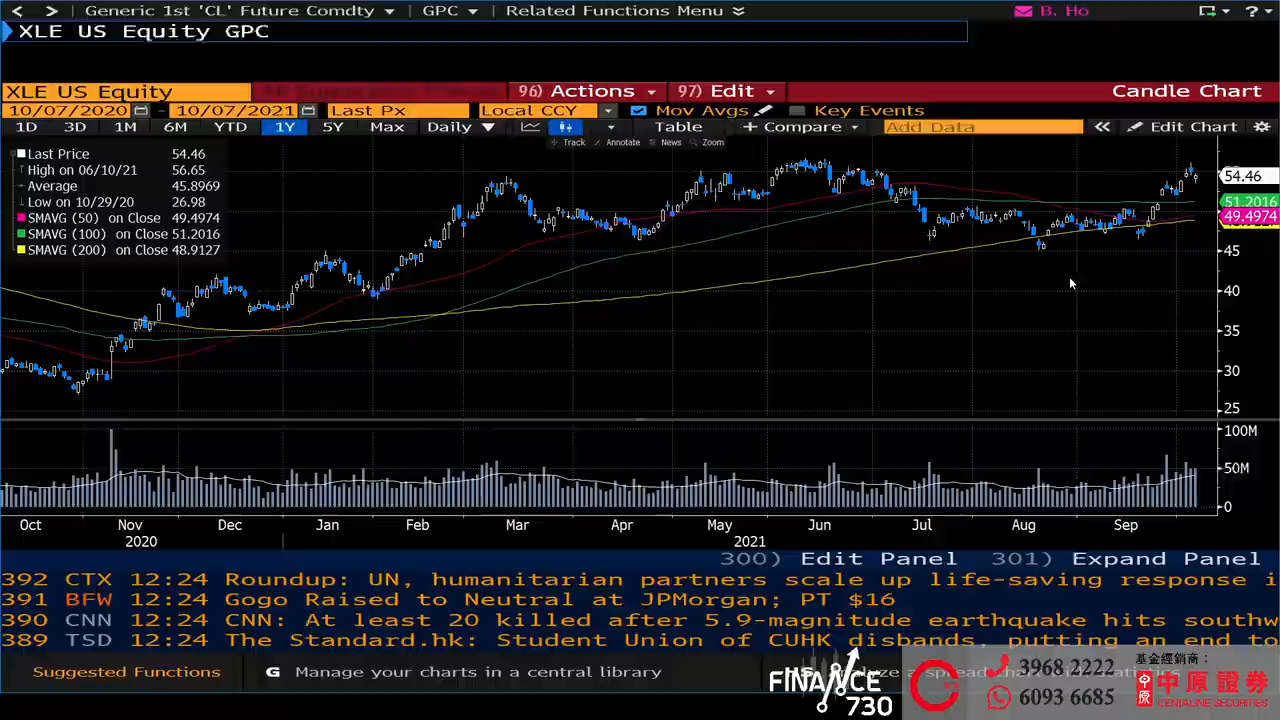 < > Generic 1st 'CL' Future Comdty GPC Related Functions Menu B. Ho ?
XLE US Equity GPC
XLE US Equity 96) Actions 97) Edit Candle Chart
10/07/2020 - 10/07/2021 Last Px Local CCY Mov Avgs Key Events
1D 3D 1M 6M YTD 1Y 5Y Max Daily Table + Compare Add Data Edit Chart
Track Annotate News Zoom
Last Price 54.46
High on 06/10/21 56.65
Average 45.8969
Low on 10/29/20 26.98
SMAVG (50) on Close 49.4974
SMAVG (100) on Close 51.2016
SMAVG (200) on Close 48.9127
54.46
51.2016
49.4974
45
40
35
30
25
100M
50M
0
Oct Nov Dec Jan Feb Mar Apr May Jun Jul Aug Sep
2020 2021
300) Edit Panel 301) Expand Panel
392 CTX 12:24 Roundup: UN, humanitarian partners scale up life-saving response i
391 BFW 12:24 Gogo Raised to Neutral at JPMorgan; PT $16
390 CNN 12:24 CNN: At least 20 killed after 5.9-magnitude earthquake hits southw
389 TSD 12:24 The Standard.hk: Student Union of CUHK disbands, putting an end to
Suggested Functions G Manage your charts in a central library
FINANCE 730
3968 2222
6093 6685
基金經銷商：
中原證券
CENTALINE SECURITIES